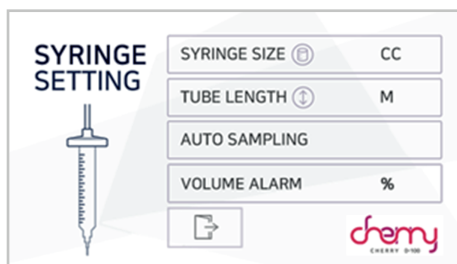 SYRINGE
SETTING
SYRINGE SIZE CC
TUBE LENGTH M
AUTO SAMPLING
VOLUME ALARM %
cherry
CHERRY D-100